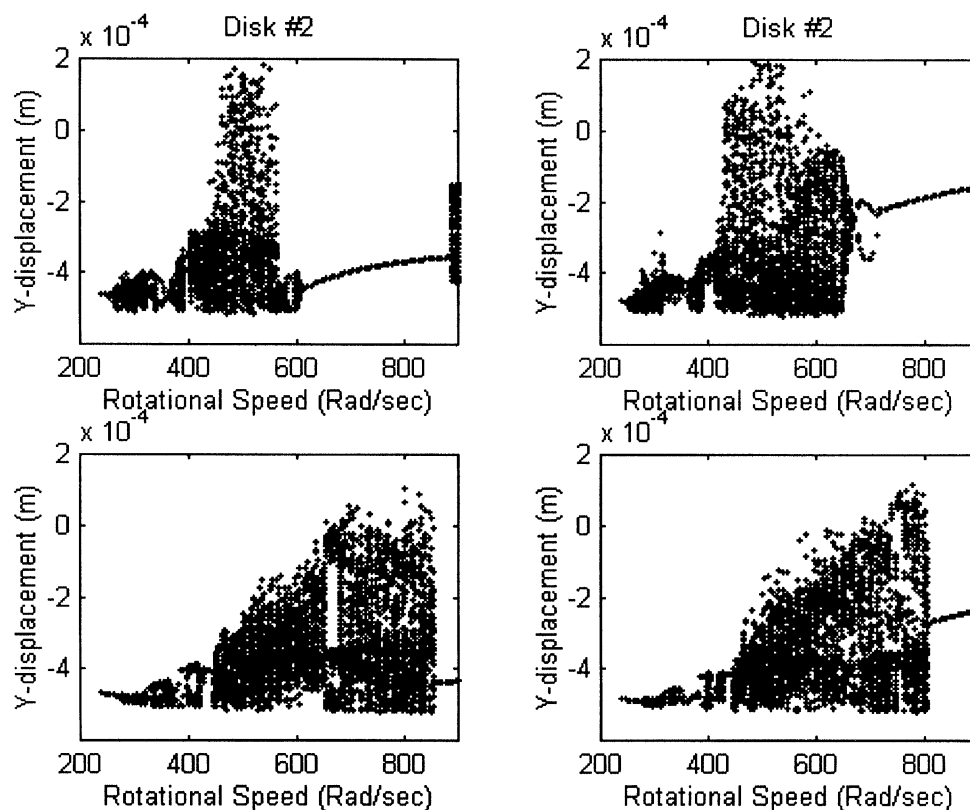 x 10-4 Disk #2
Y-displacement (m)
2
0
-2
-4
200 400 600 800
Rotational Speed (Rad/sec)
x 10-4 Disk #2
Y-displacement (m)
2
0
-2
-4
200 400 600 800
Rotational Speed (Rad/sec)
x 10-4
Y-displacement (m)
2
0
-2
-4
200 400 600 800
Rotational Speed (Rad/sec)
x 10-4
Y-displacement (m)
2
0
-2
-4
200 400 600 800
Rotational Speed (Rad/sec)